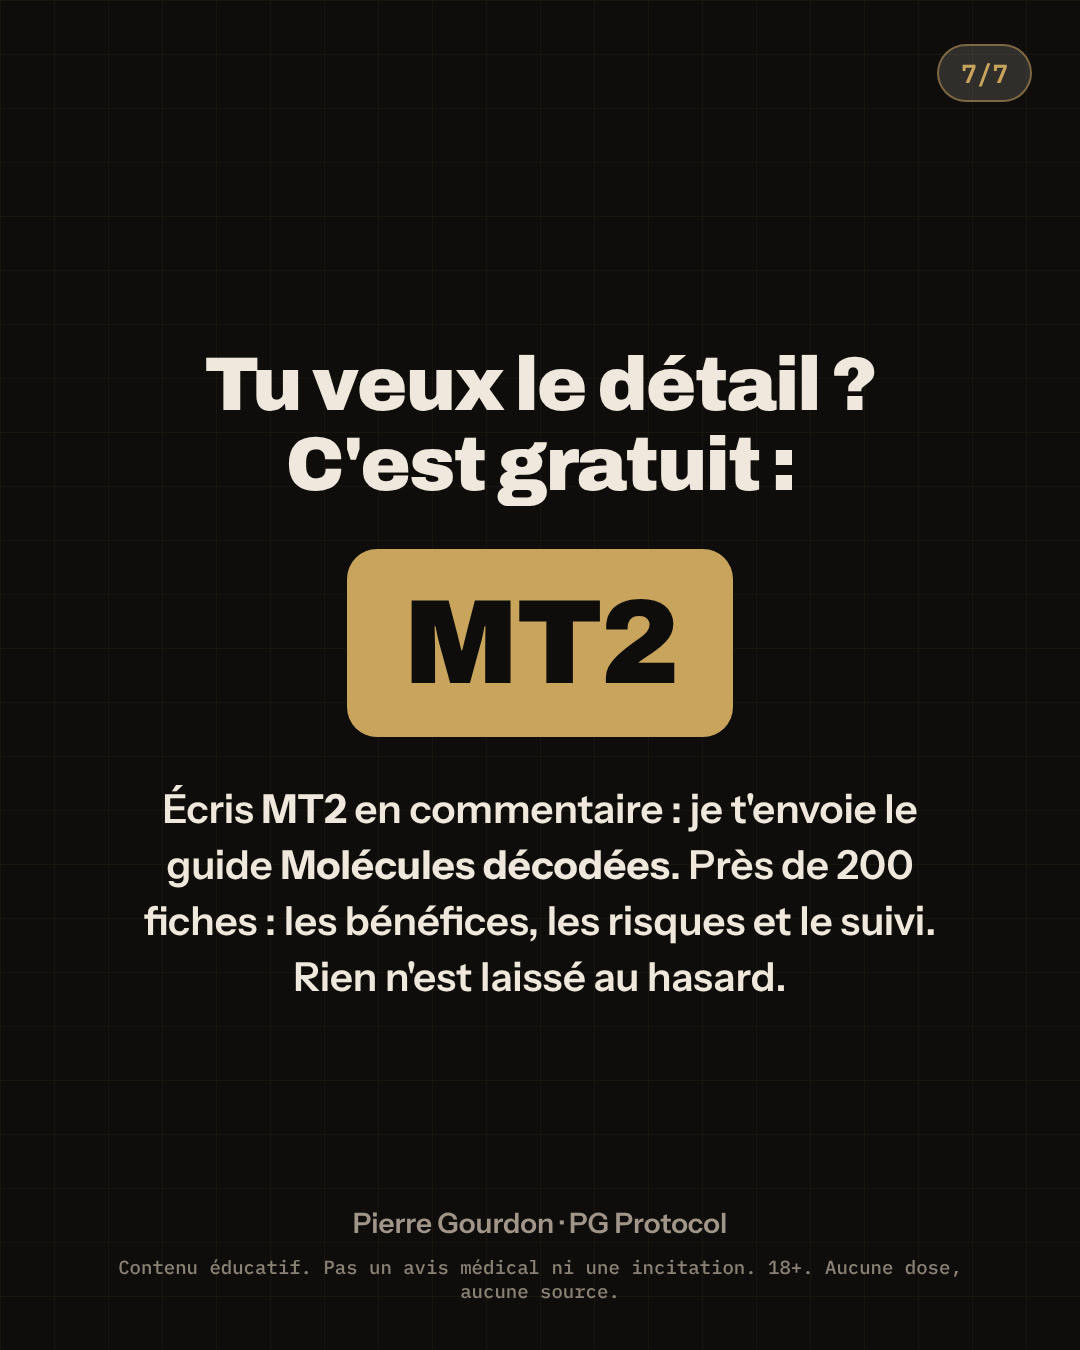 7/7
Tu veux le détail ?
C'est gratuit :
MT2
Écris MT2 en commentaire : je t'envoie le
guide Molécules décodées. Près de 200
fiches : les bénéfices, les risques et le suivi.
Rien n'est laissé au hasard.
Pierre Gourdon · PG Protocol
Contenu éducatif. Pas un avis médical ni une incitation. 18+. Aucune dose,
aucune source.